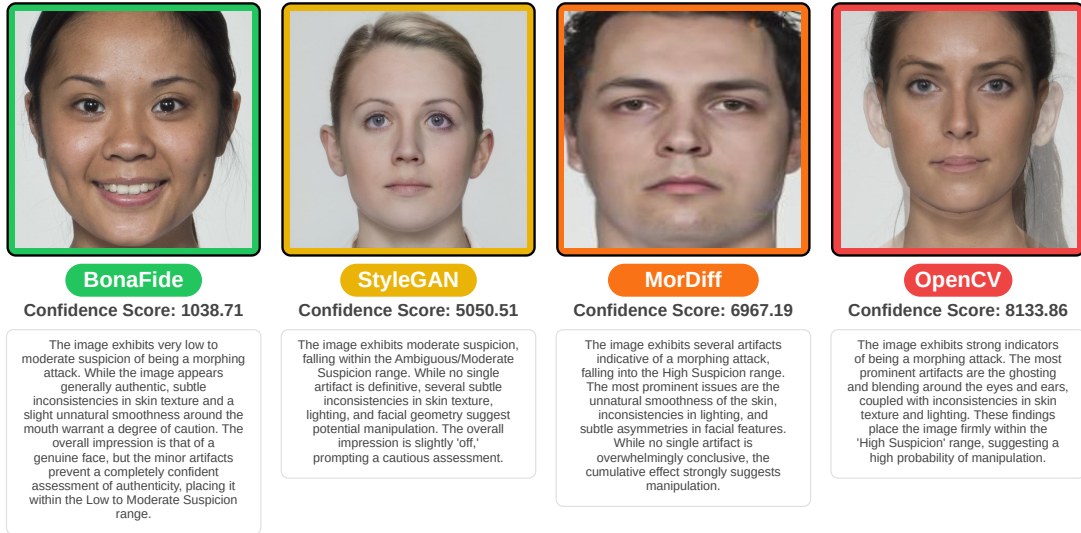 BonaFide
Confidence Score: 1038.71
The image exhibits very low to
moderate suspicion of being a morphing
attack. While the image appears
generally authentic, subtle
inconsistencies in skin texture and a
slight unnatural smoothness around the
mouth warrant a degree of caution. The
overall impression is that of a
genuine face, but the minor artifacts
prevent a completely confident
assessment of authenticity, placing it
within the Low to Moderate Suspicion
range.
StyleGAN
Confidence Score: 5050.51
The image exhibits moderate suspicion,
falling within the Ambiguous/Moderate
Suspicion range. While no single
artifact is definitive, several subtle
inconsistencies in skin texture,
lighting, and facial geometry suggest
potential manipulation. The overall
impression is slightly 'off,'
prompting a cautious assessment.
MorDiff
Confidence Score: 6967.19
The image exhibits several artifacts
indicative of a morphing attack,
falling into the High Suspicion range.
The most prominent issues are the
unnatural smoothness of the skin,
inconsistencies in lighting, and
subtle asymmetries in facial features.
While no single artifact is
overwhelmingly conclusive, the
cumulative effect strongly suggests
manipulation.
OpenCV
Confidence Score: 8133.86
The image exhibits strong indicators
of being a morphing attack. The most
prominent artifacts are the ghosting
and blending around the eyes and ears,
coupled with inconsistencies in skin
texture and lighting. These findings
place the image firmly within the
'High Suspicion' range, suggesting a
high probability of manipulation.